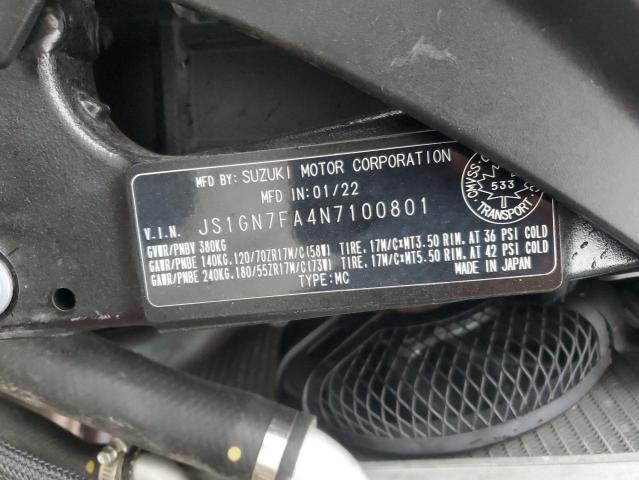 MFD BY: SUZUKI MOTOR CORPORATION
MFD IN: 01/22
V.I.N. JS1GN7FA4N7100801
GVWR/PNBV 380KG
GAWR/PNBE 140KG.120/70ZR17M/C(58W) TIRE. 17M/C×MT3.50 RIM. AT 36 PSI COLD
GAWR/PNBE 240KG.180/55ZR17M/C(73W) TIRE. 17M/C×MT5.50 RIM. AT 42 PSI COLD
TYPE:MC
MADE IN JAPAN
533
TRANSPORT